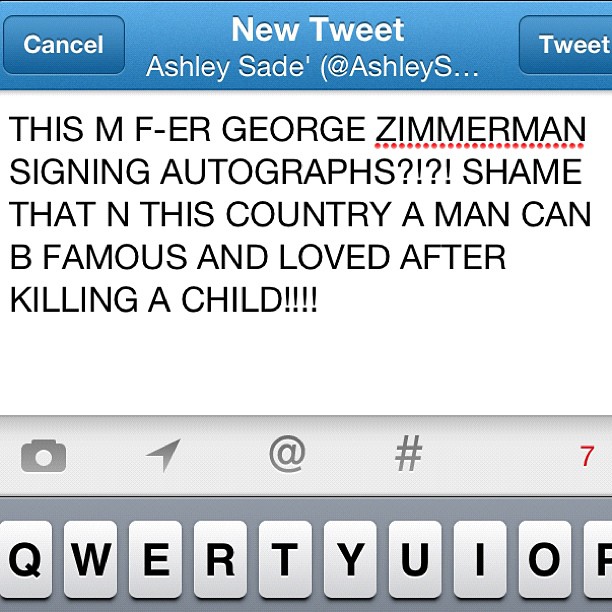 Cancel
New Tweet
Tweet
Ashley Sade' (@AshleyS...
THIS M F-ER GEORGE ZIMMERMAN
SIGNING AUTOGRAPHS?!?! SHAME
THAT N THIS COUNTRY A MAN CAN
B FAMOUS AND LOVED AFTER
KILLING A CHILD!!!!
@ # 7
Q W E R T Y U I O P